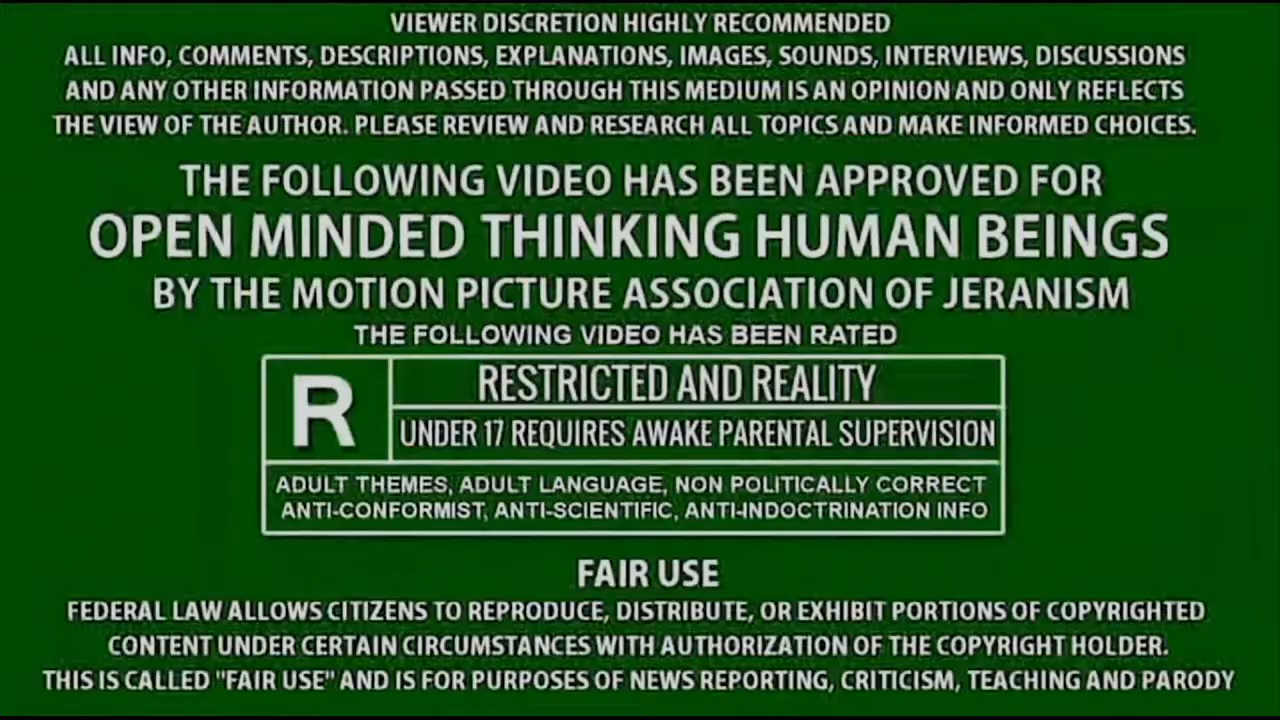 VIEWER DISCRETION HIGHLY RECOMMENDED
ALL INFO, COMMENTS, DESCRIPTIONS, EXPLANATIONS, IMAGES, SOUNDS, INTERVIEWS, DISCUSSIONS
AND ANY OTHER INFORMATION PASSED THROUGH THIS MEDIUM IS AN OPINION AND ONLY REFLECTS
THE VIEW OF THE AUTHOR. PLEASE REVIEW AND RESEARCH ALL TOPICS AND MAKE INFORMED CHOICES.
THE FOLLOWING VIDEO HAS BEEN APPROVED FOR
OPEN MINDED THINKING HUMAN BEINGS
BY THE MOTION PICTURE ASSOCIATION OF JERANISM
THE FOLLOWING VIDEO HAS BEEN RATED
R
RESTRICTED AND REALITY
UNDER 17 REQUIRES AWAKE PARENTAL SUPERVISION
ADULT THEMES, ADULT LANGUAGE, NON POLITICALLY CORRECT
ANTI-CONFORMIST, ANTI-SCIENTIFIC, ANTI-INDOCTRINATION INFO
FAIR USE
FEDERAL LAW ALLOWS CITIZENS TO REPRODUCE, DISTRIBUTE, OR EXHIBIT PORTIONS OF COPYRIGHTED
CONTENT UNDER CERTAIN CIRCUMSTANCES WITH AUTHORIZATION OF THE COPYRIGHT HOLDER.
THIS IS CALLED "FAIR USE" AND IS FOR PURPOSES OF NEWS REPORTING, CRITICISM, TEACHING AND PARODY